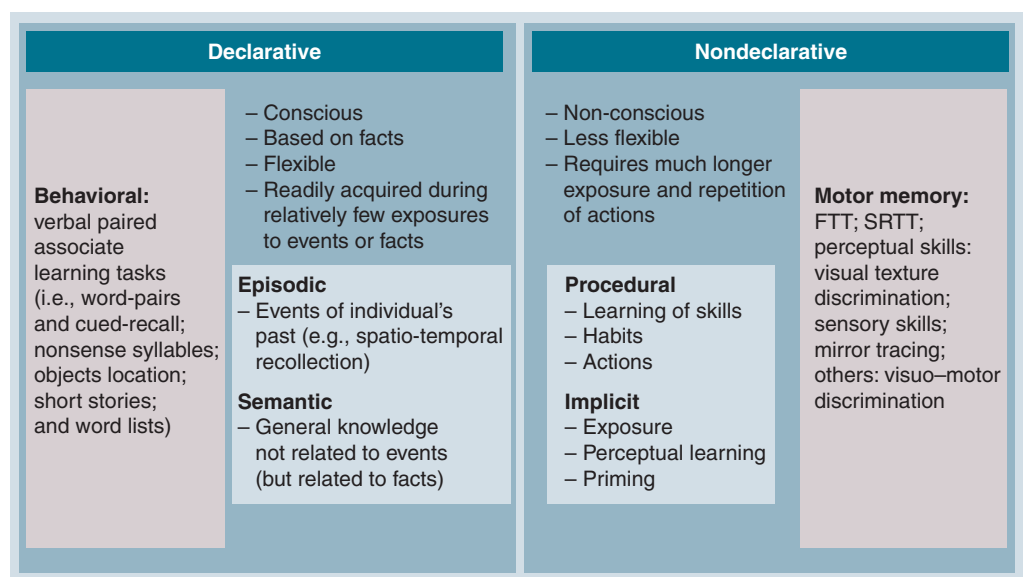 Declarative
Behavioral:
verbal paired
associate
learning tasks
(i.e., word-pairs
and cued-recall;
nonsense syllables;
objects location;
short stories;
and word lists)
– Conscious
– Based on facts
– Flexible
– Readily acquired during
relatively few exposures
to events or facts
Episodic
– Events of individual's
past (e.g., spatio-temporal
recollection)
Semantic
– General knowledge
not related to events
(but related to facts)
Nondeclarative
– Non-conscious
– Less flexible
– Requires much longer
exposure and repetition
of actions
Procedural
– Learning of skills
– Habits
– Actions
Implicit
– Exposure
– Perceptual learning
– Priming
Motor memory:
FTT; SRTT;
perceptual skills:
visual texture
discrimination;
sensory skills;
mirror tracing;
others: visuo–motor
discrimination